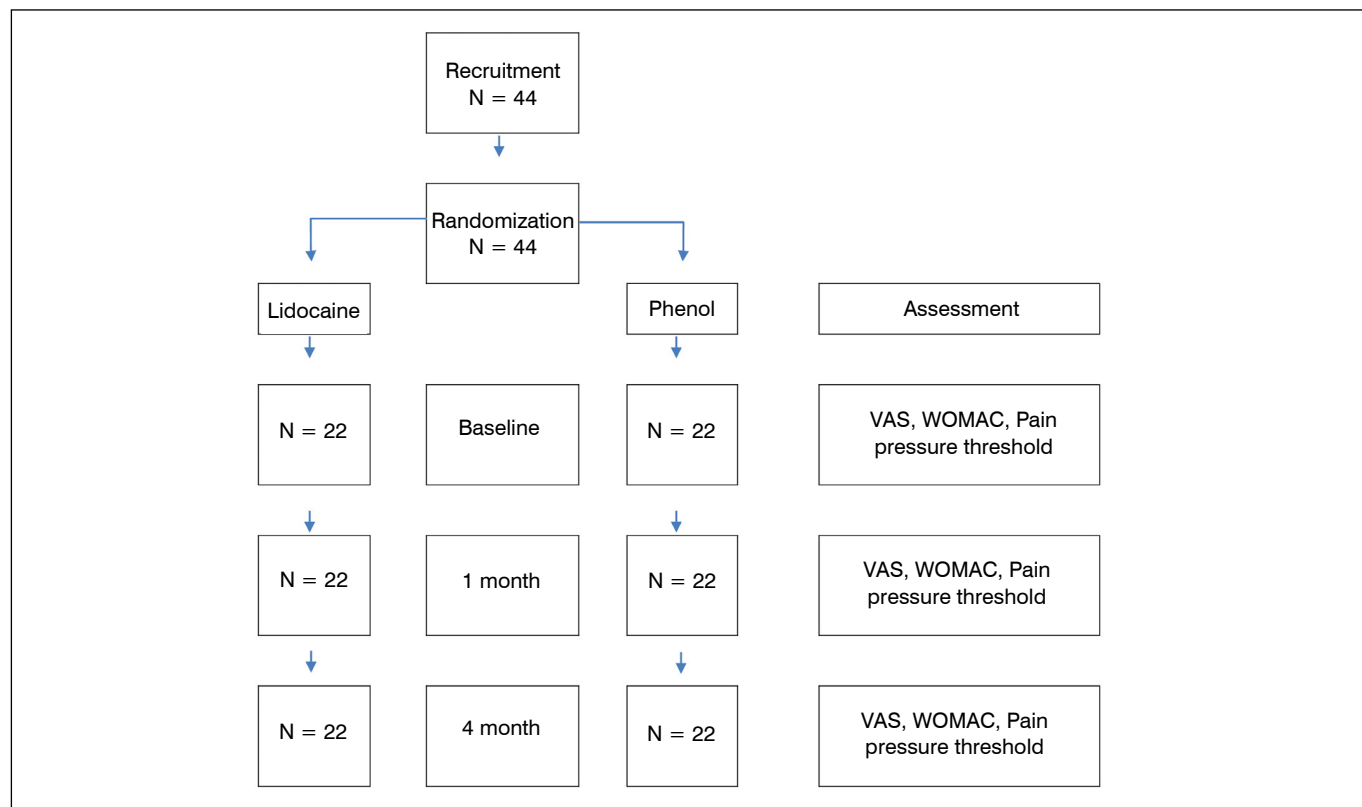 Recruitment
N = 44
Randomization
N = 44
Lidocaine
Phenol
Assessment
N = 22
Baseline
N = 22
VAS, WOMAC, Pain
pressure threshold
N = 22
1 month
N = 22
VAS, WOMAC, Pain
pressure threshold
N = 22
4 month
N = 22
VAS, WOMAC, Pain
pressure threshold